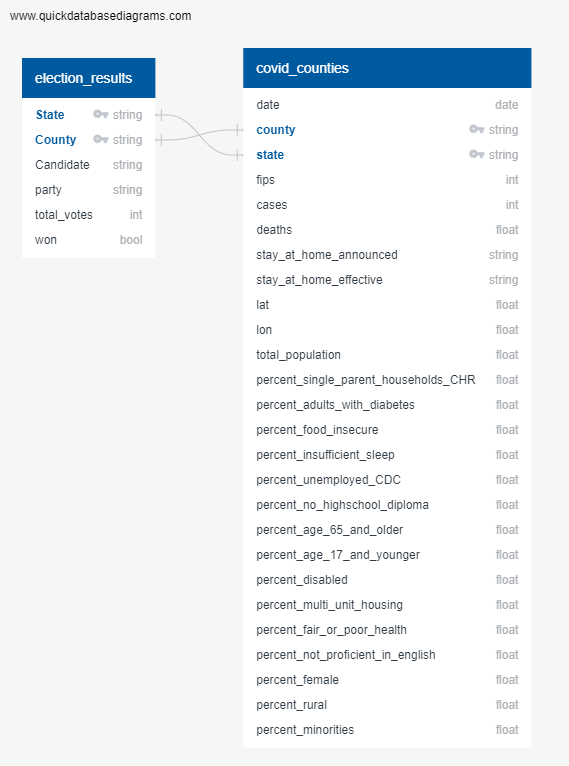 www.quickdatabasediagrams.com
election_results
State string
County string
Candidate string
party string
total_votes int
won bool
covid_counties
date date
county string
state string
fips int
cases int
deaths float
stay_at_home_announced string
stay_at_home_effective string
lat float
lon float
total_population float
percent_single_parent_households_CHR float
percent_adults_with_diabetes float
percent_food_insecure float
percent_insufficient_sleep float
percent_unemployed_CDC float
percent_no_highschool_diploma float
percent_age_65_and_older float
percent_age_17_and_younger float
percent_disabled float
percent_multi_unit_housing float
percent_fair_or_poor_health float
percent_not_proficient_in_english float
percent_female float
percent_rural float
percent_minorities float